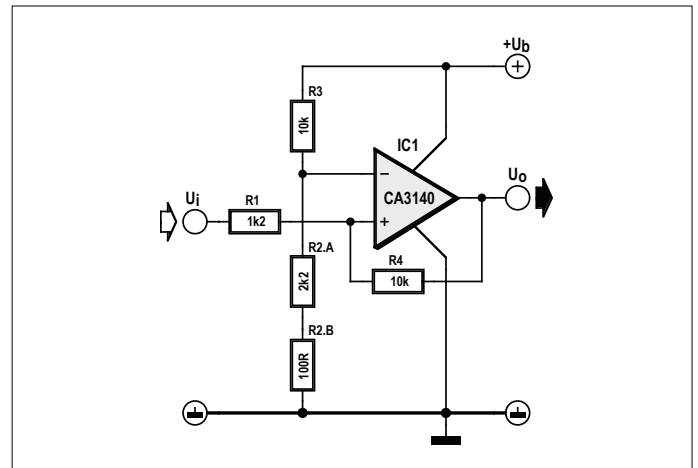 +Ub
R3
10k
IC1
Ui
R1
1k2
−
CA3140
+
Uo
R4
10k
R2.A
2k2
R2.B
100R